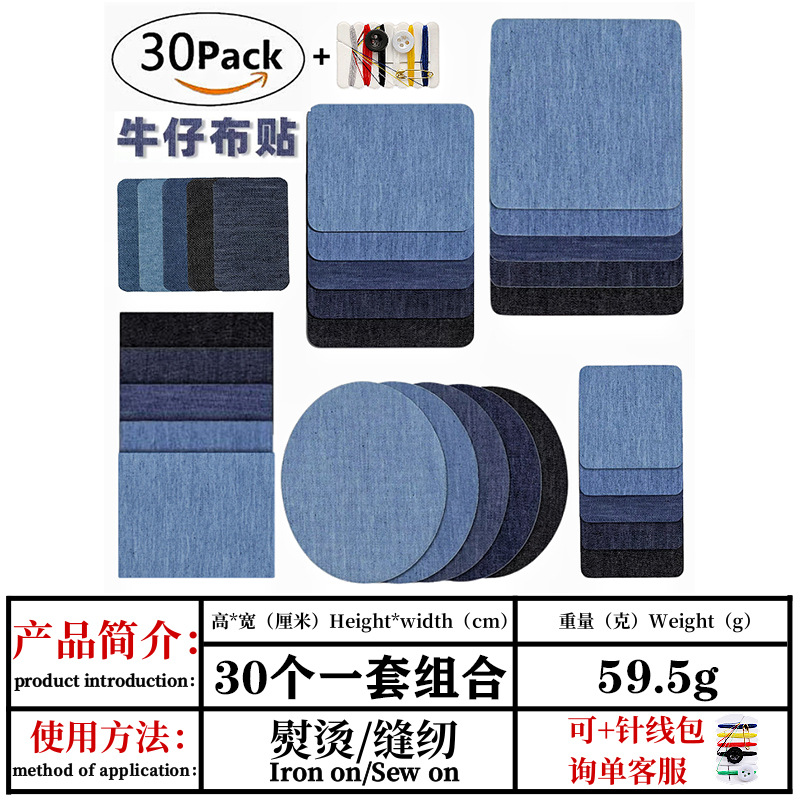 30Pack +
牛仔布贴
产品简介：
product introduction:
高*宽（厘米）Height*width（cm）
重量（克）Weight（g）
30个一套组合
59.5g
使用方法：
method of application:
熨烫/缝纫
Iron on/Sew on
可+针线包
询单客服